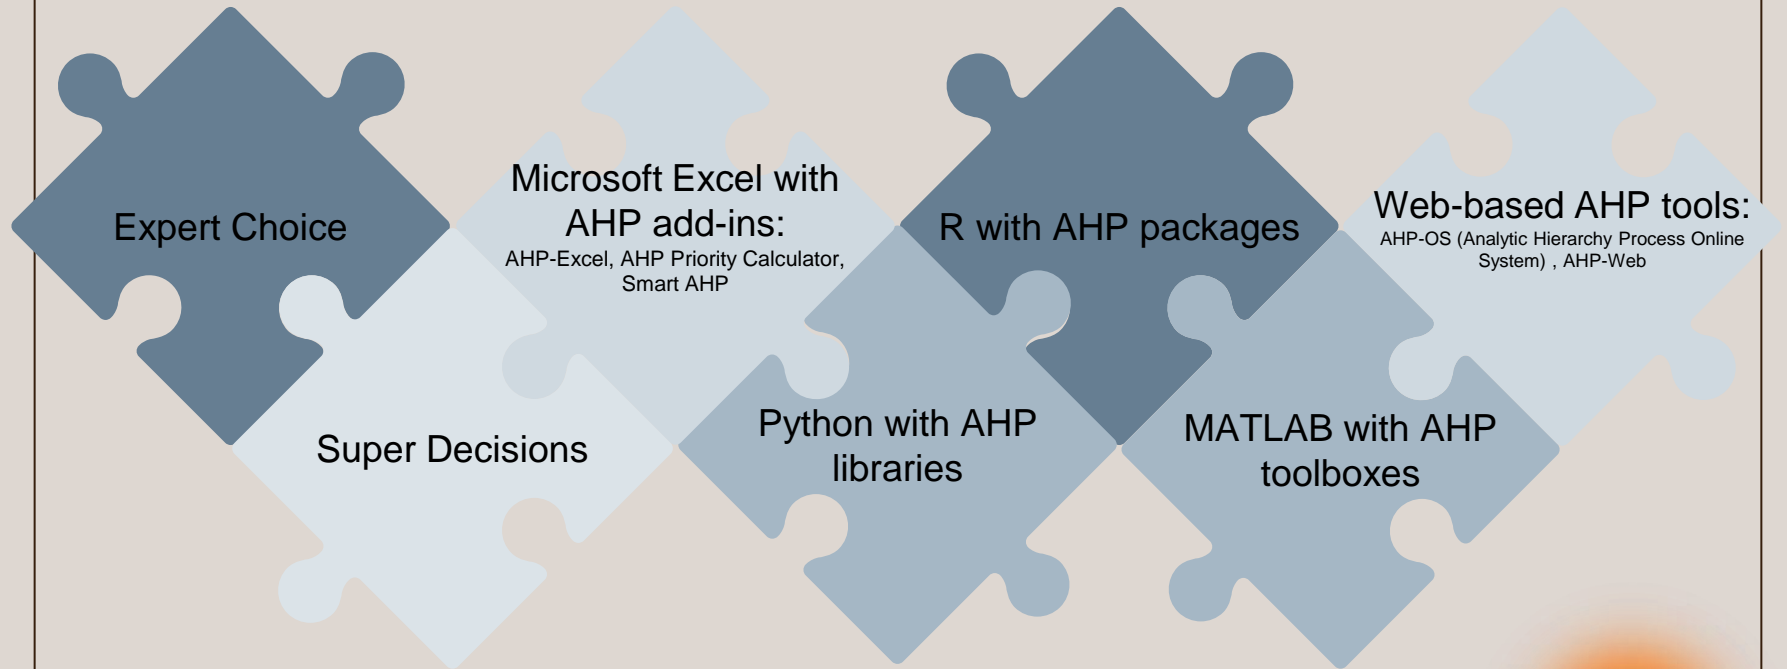 Expert Choice
Super Decisions
Microsoft Excel with
AHP add-ins:
AHP-Excel, AHP Priority Calculator,
Smart AHP
Python with AHP
libraries
R with AHP packages
MATLAB with AHP
toolboxes
Web-based AHP tools:
AHP-OS (Analytic Hierarchy Process Online
System) , AHP-Web